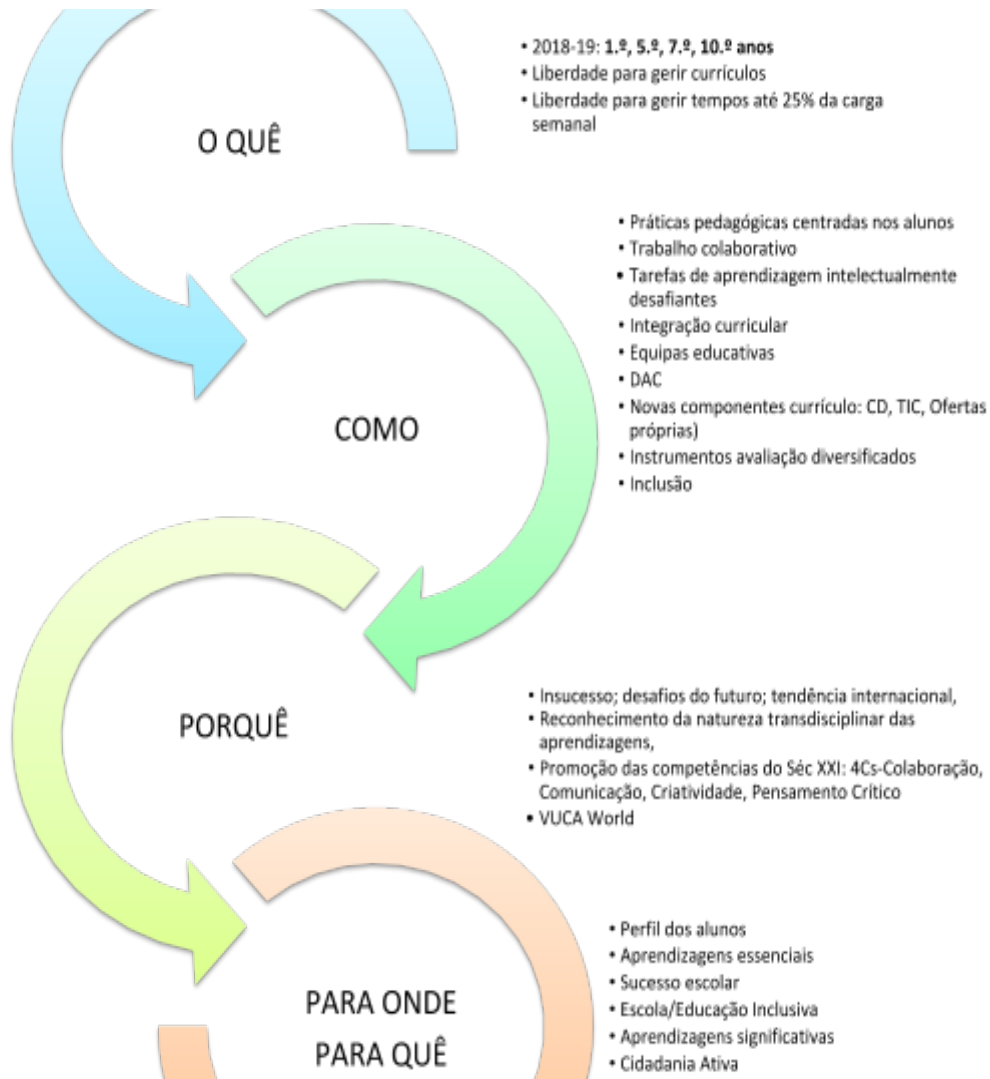 • 2018-19: 1.º, 5.º, 7.º, 10.º anos
• Liberdade para gerir currículos
• Liberdade para gerir tempos até 25% da carga
semanal
O QUÊ
• Práticas pedagógicas centradas nos alunos
• Trabalho colaborativo
• Tarefas de aprendizagem intelectualmente
desafiantes
• Integração curricular
• Equipas educativas
• DAC
• Novas componentes currículo: CD, TIC, Ofertas
próprias)
• Instrumentos avaliação diversificados
• Inclusão
COMO
• Insucesso; desafios do futuro; tendência internacional,
• Reconhecimento da natureza transdisciplinar das
aprendizagens,
• Promoção das competências do Séc XXI: 4Cs-Colaboração,
Comunicação, Criatividade, Pensamento Crítico
• VUCA World
PORQUÊ
• Perfil dos alunos
• Aprendizagens essenciais
• Sucesso escolar
• Escola/Educação Inclusiva
• Aprendizagens significativas
• Cidadania Ativa
PARA ONDE
PARA QUÊ